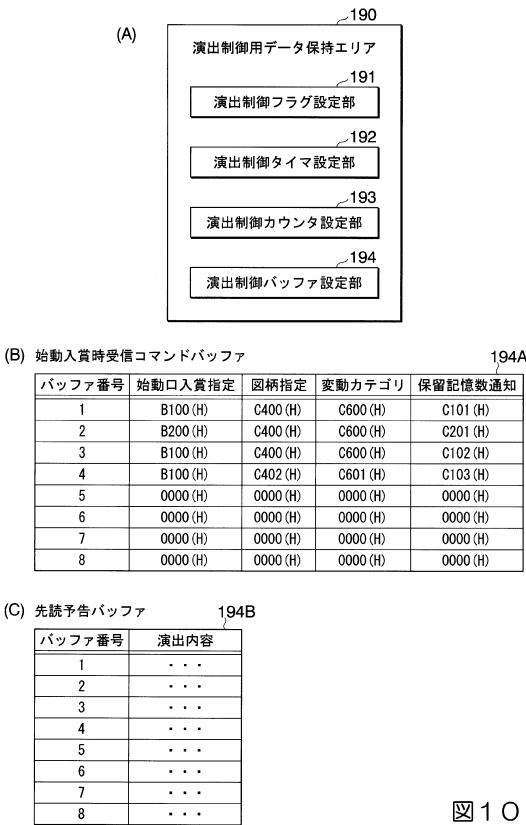 (A)
190
演出制御用データ保持エリア
191
演出制御フラグ設定部
192
演出制御タイマ設定部
193
演出制御カウンタ設定部
194
演出制御バッファ設定部
(B) 始動入賞時受信コマンドバッファ
194A
バッファ番号 始動口入賞指定 図柄指定 変動カテゴリ 保留記憶数通知
1 B100(H) C400(H) C600(H) C101(H)
2 B200(H) C400(H) C600(H) C201(H)
3 B100(H) C400(H) C600(H) C102(H)
4 B100(H) C402(H) C601(H) C103(H)
5 0000(H) 0000(H) 0000(H) 0000(H)
6 0000(H) 0000(H) 0000(H) 0000(H)
7 0000(H) 0000(H) 0000(H) 0000(H)
8 0000(H) 0000(H) 0000(H) 0000(H)
(C) 先読予告バッファ
194B
バッファ番号 演出内容
1 ・・・
2 ・・・
3 ・・・
4 ・・・
5 ・・・
6 ・・・
7 ・・・
8 ・・・
図10